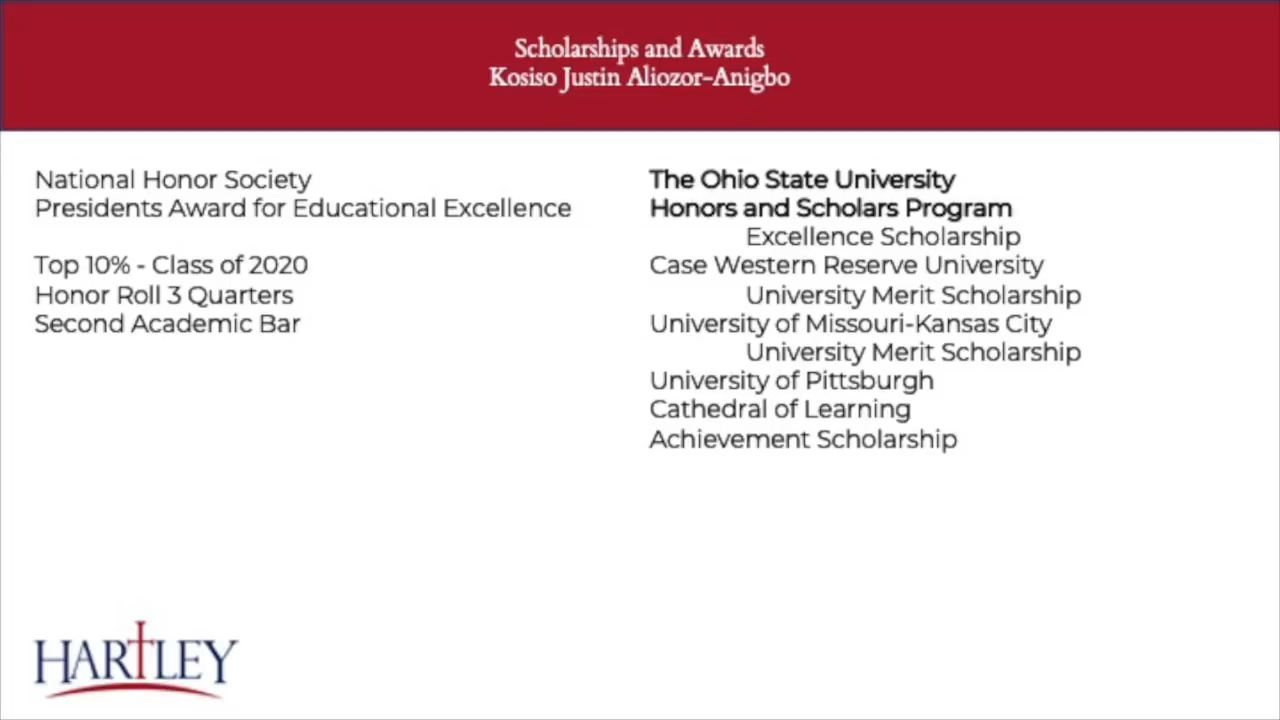 Scholarships and Awards
Kosiso Justin Aliozor-Anigbo
National Honor Society
Presidents Award for Educational Excellence
Top 10% - Class of 2020
Honor Roll 3 Quarters
Second Academic Bar
The Ohio State University
Honors and Scholars Program
Excellence Scholarship
Case Western Reserve University
University Merit Scholarship
University of Missouri-Kansas City
University Merit Scholarship
University of Pittsburgh
Cathedral of Learning
Achievement Scholarship
HARTLEY